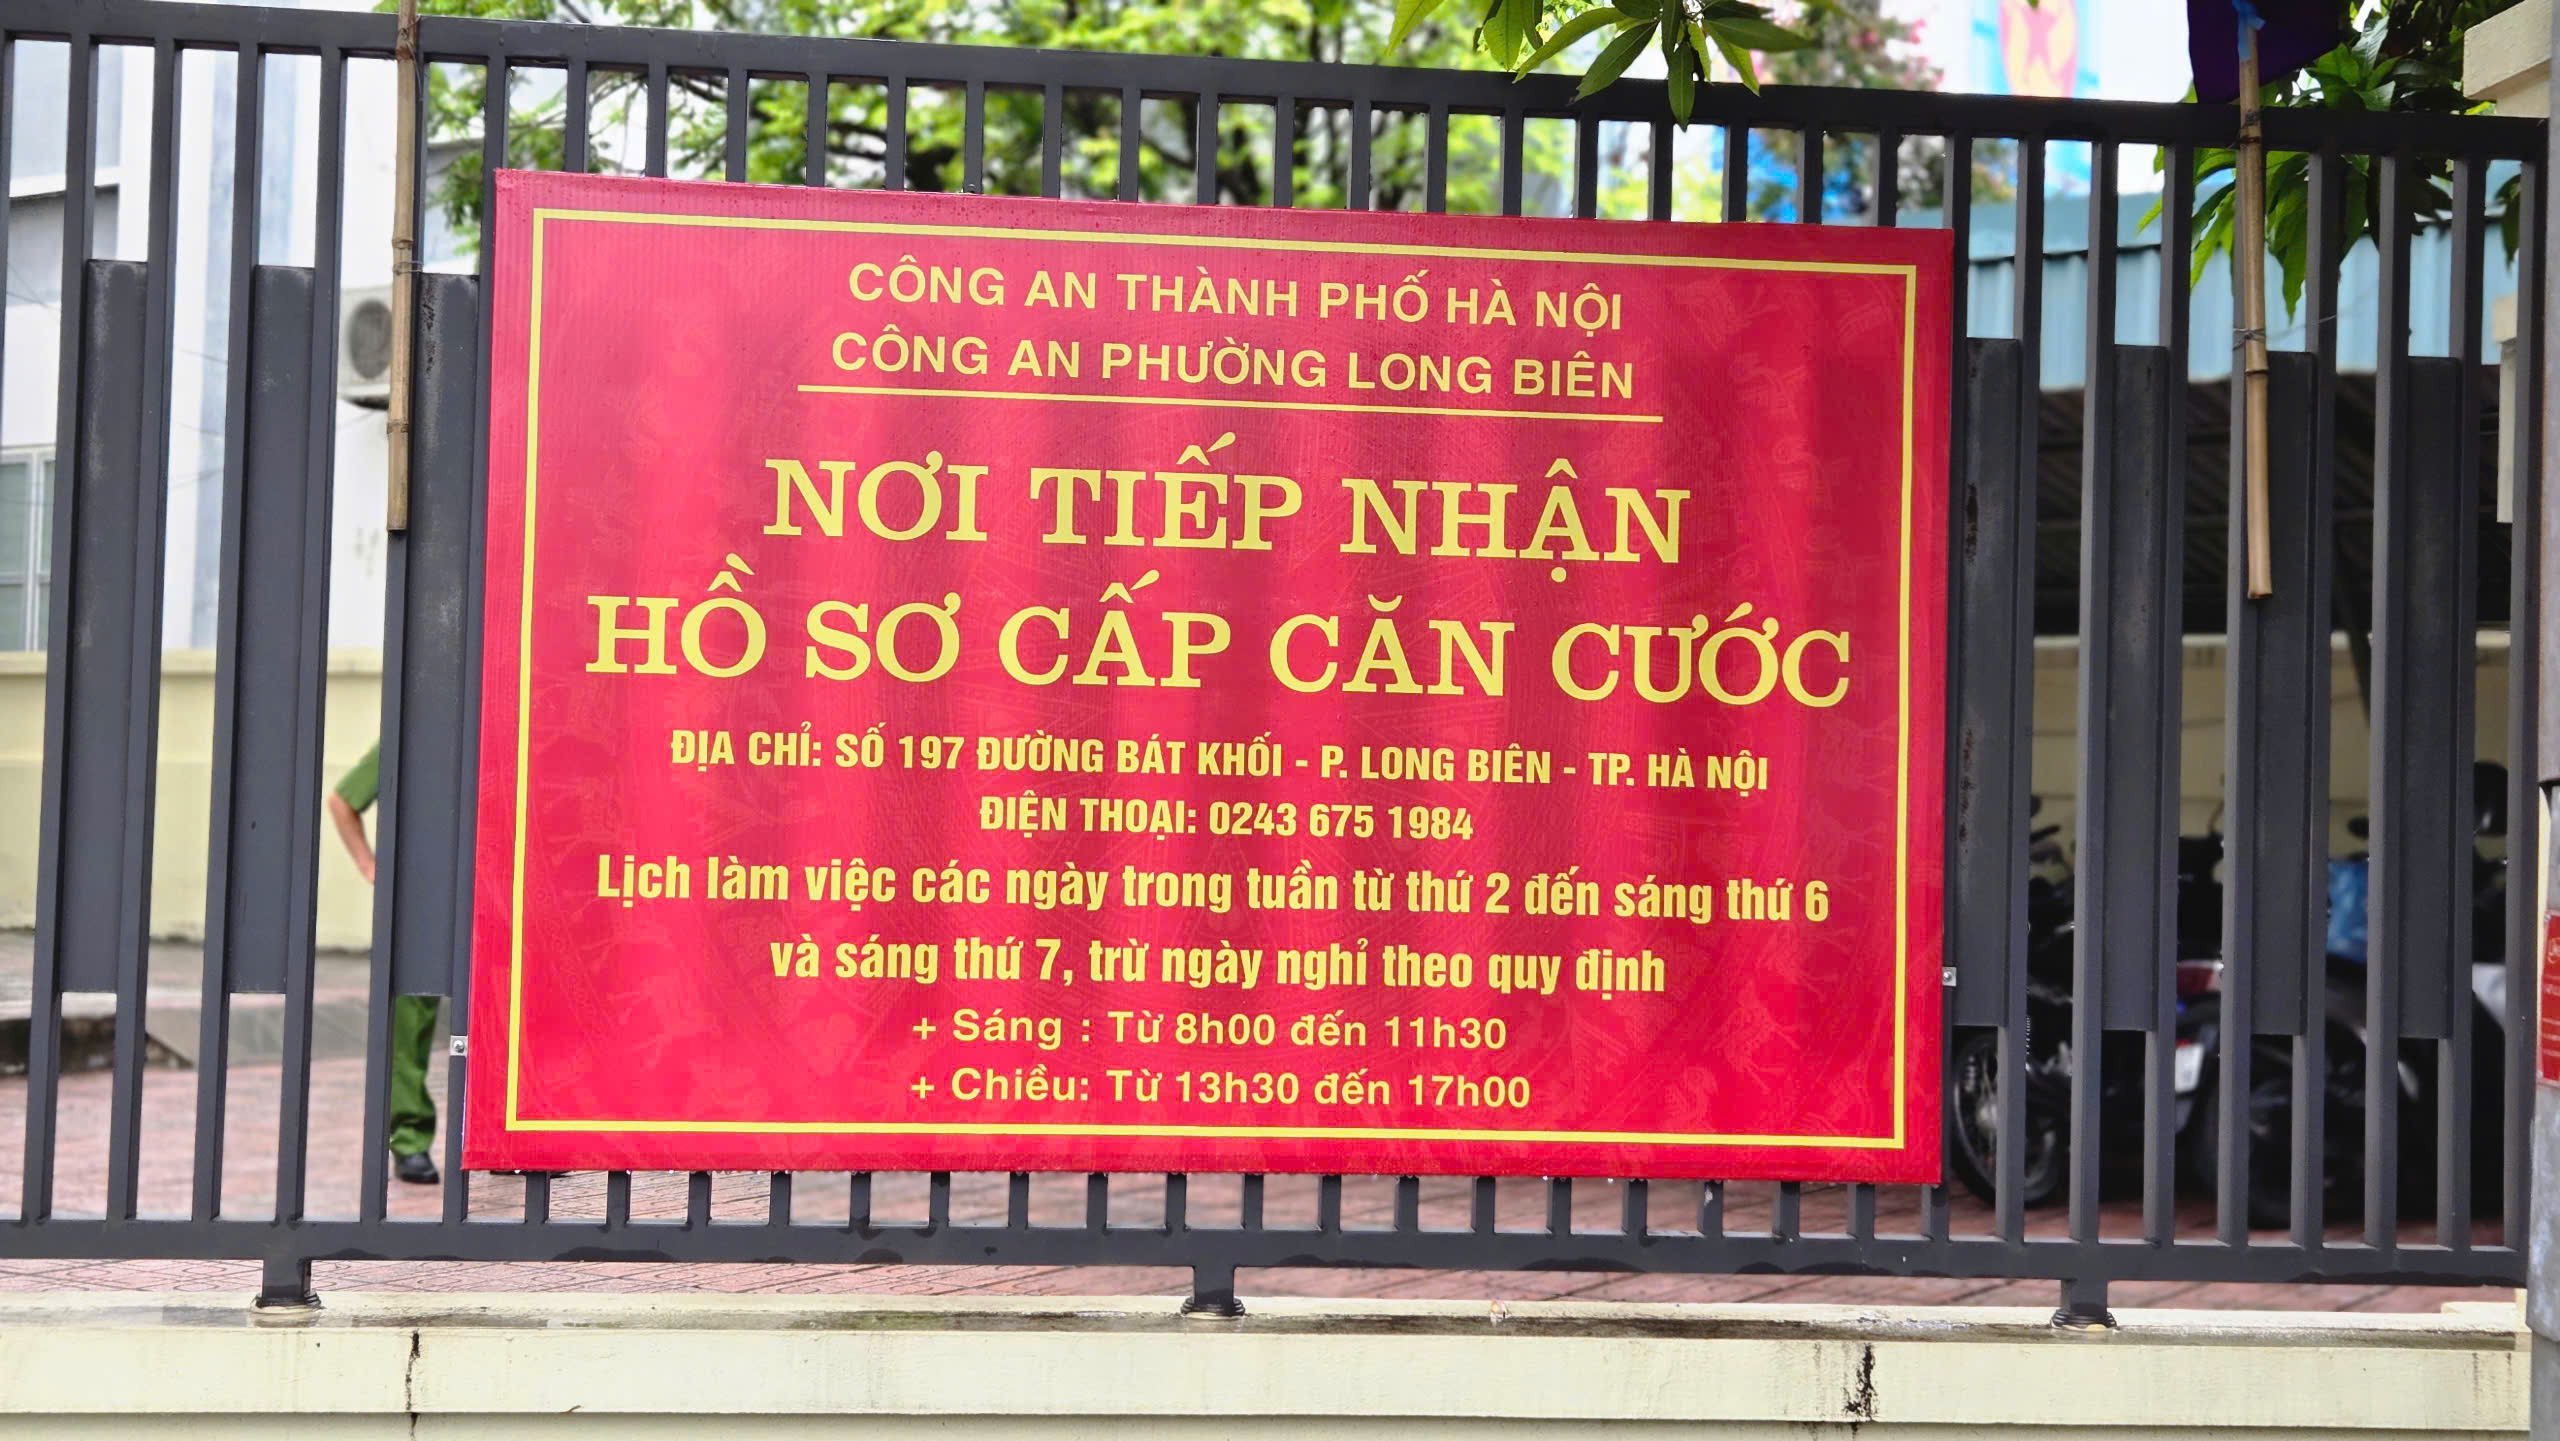 CÔNG AN THÀNH PHỐ HÀ NỘI
CÔNG AN PHƯỜNG LONG BIÊN
NƠI TIẾP NHẬN
HỒ SƠ CẤP CĂN CƯỚC
ĐỊA CHỈ: SỐ 197 ĐƯỜNG BÁT KHỐI - P. LONG BIÊN - TP. HÀ NỘI
ĐIỆN THOẠI: 0243 675 1984
Lịch làm việc các ngày trong tuần từ thứ 2 đến sáng thứ 6
và sáng thứ 7, trừ ngày nghỉ theo quy định
+ Sáng : Từ 8h00 đến 11h30
+ Chiều: Từ 13h30 đến 17h00